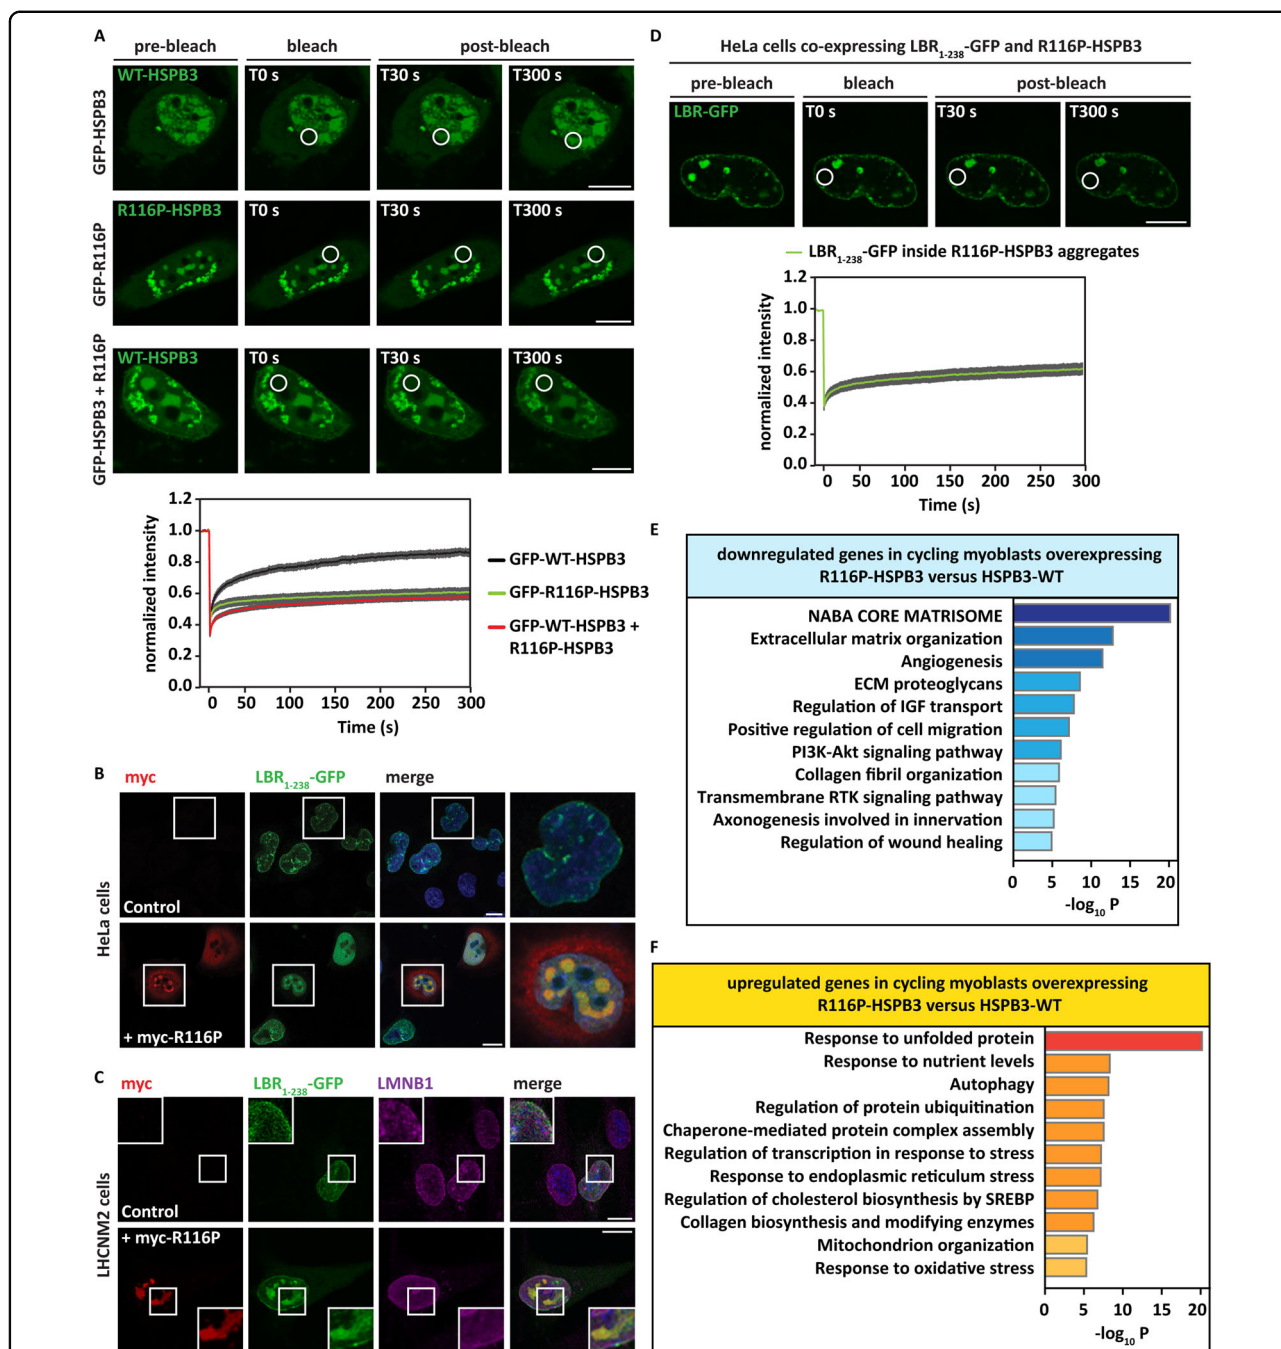 A
pre-bleach bleach post-bleach
GFP-HSPB3
WT-HSPB3 T0 s T30 s T300 s
GFP-R116P
R116P-HSPB3 T0 s T30 s T300 s
GFP-HSPB3 + R116P
WT-HSPB3 T0 s T30 s T300 s
normalized intensity
1.2
1.0
0.8
0.6
0.4
0.2
0.0
0 50 100 150 200 250 300
Time (s)
GFP-WT-HSPB3
GFP-R116P-HSPB3
GFP-WT-HSPB3 +
R116P-HSPB3
B
myc LBR1-238-GFP merge
HeLa cells
Control
+ myc-R116P
C
myc LBR1-238-GFP LMNB1 merge
LHCNM2 cells
Control
+ myc-R116P
D
HeLa cells co-expressing LBR1-238-GFP and R116P-HSPB3
pre-bleach bleach post-bleach
LBR-GFP T0 s T30 s T300 s
LBR1-238-GFP inside R116P-HSPB3 aggregates
normalized intensity
1.2
1.0
0.8
0.6
0.4
0.2
0.0
0 50 100 150 200 250 300
Time (s)
E
downregulated genes in cycling myoblasts overexpressing
R116P-HSPB3 versus HSPB3-WT
NABA CORE MATRISOME
Extracellular matrix organization
Angiogenesis
ECM proteoglycans
Regulation of IGF transport
Positive regulation of cell migration
PI3K-Akt signaling pathway
Collagen fibril organization
Transmembrane RTK signaling pathway
Axonogenesis involved in innervation
Regulation of wound healing
0 5 10 15 20
-log10 P
F
upregulated genes in cycling myoblasts overexpressing
R116P-HSPB3 versus HSPB3-WT
Response to unfolded protein
Response to nutrient levels
Autophagy
Regulation of protein ubiquitination
Chaperone-mediated protein complex assembly
Regulation of transcription in response to stress
Response to endoplasmic reticulum stress
Regulation of cholesterol biosynthesis by SREBP
Collagen biosynthesis and modifying enzymes
Mitochondrion organization
Response to oxidative stress
0 5 10 15 20
-log10 P